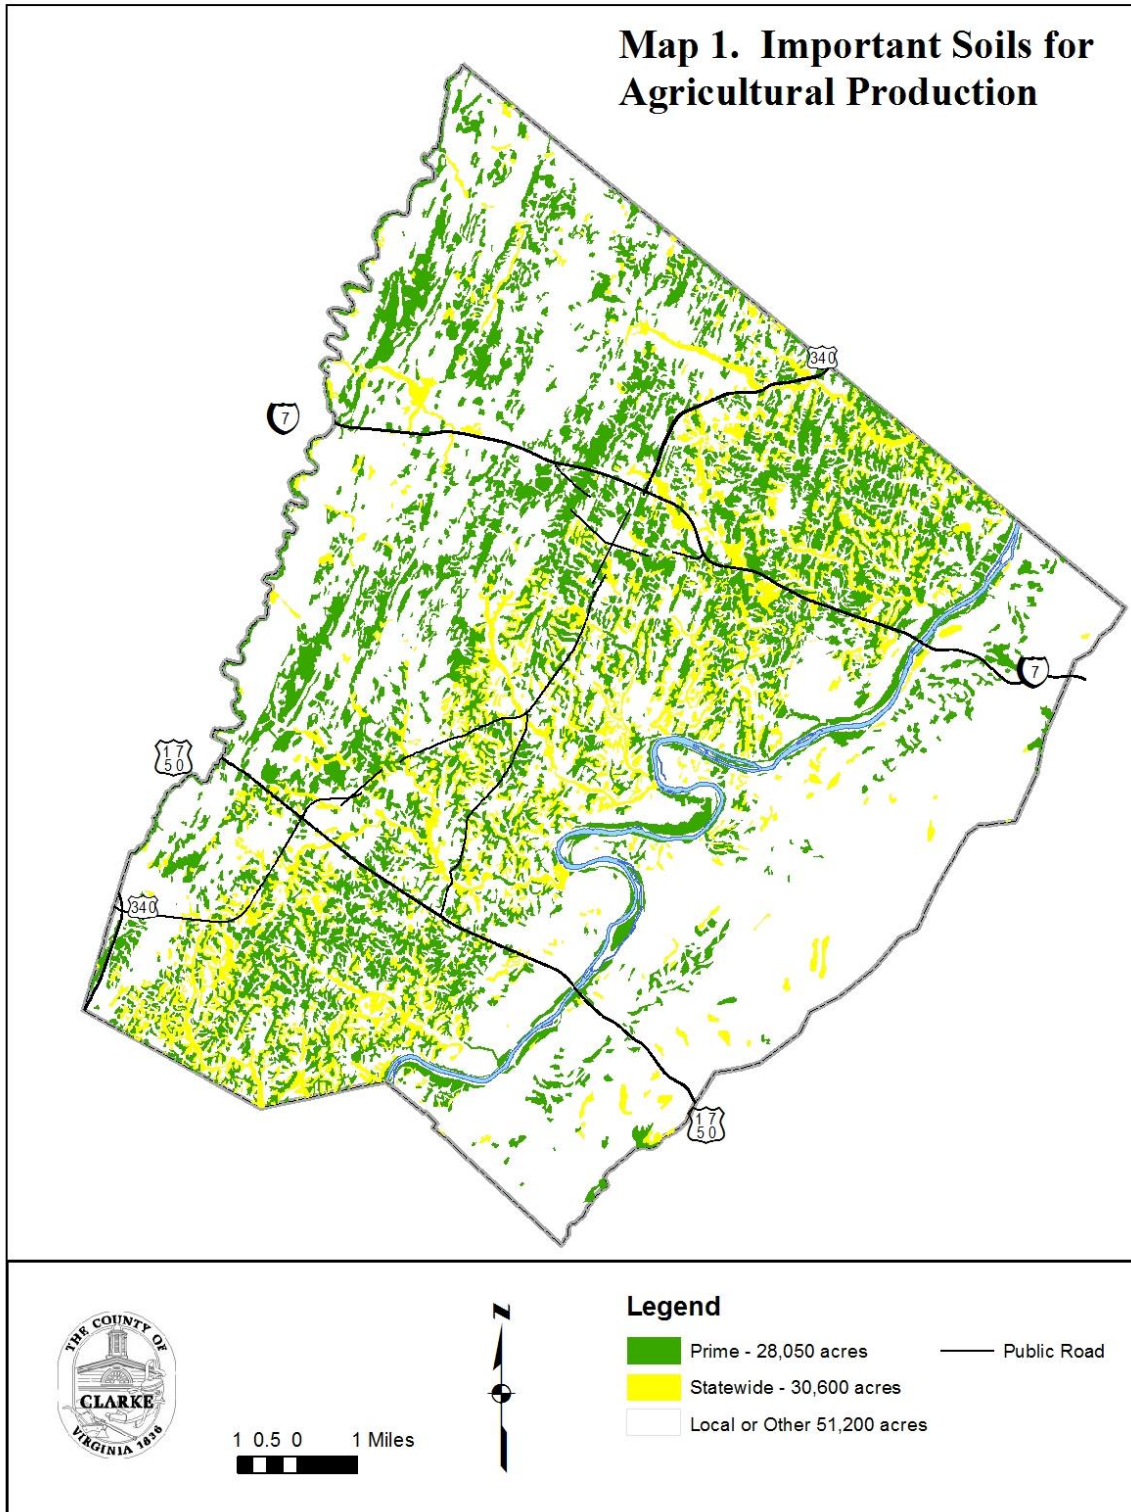 Map 1. Important Soils for
Agricultural Production
340
7
7
17
50
340
17
50
THE COUNTY OF
CLARKE
VIRGINIA 1836
1 0.5 0 1 Miles
N
Legend
Prime - 28,050 acres
Public Road
Statewide - 30,600 acres
Local or Other 51,200 acres